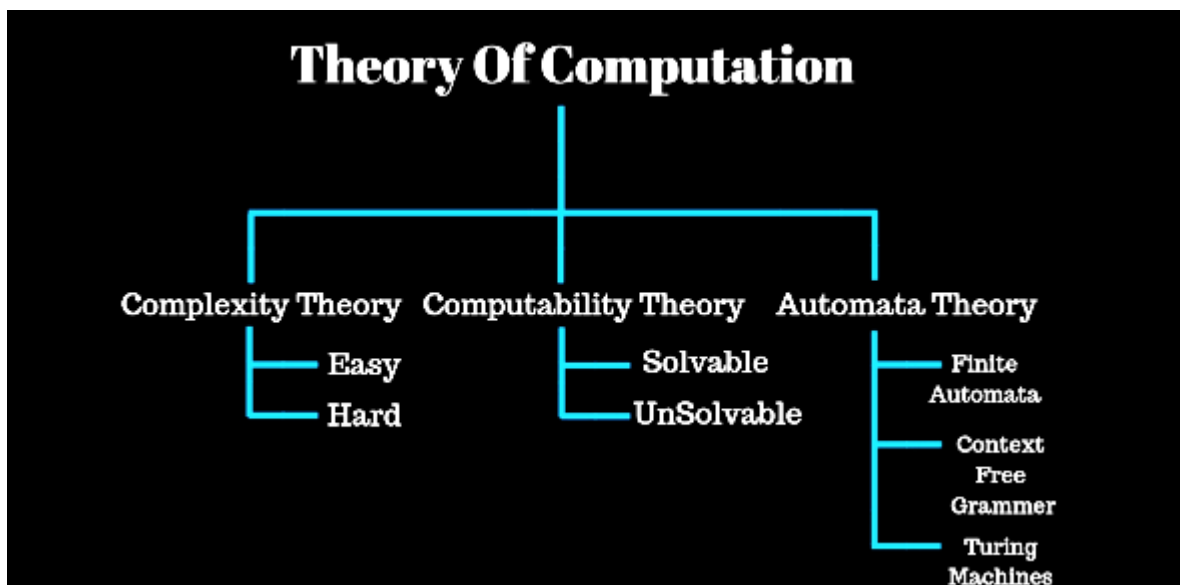 Theory Of Computation
Complexity Theory
Easy
Hard
Computability Theory
Solvable
UnSolvable
Automata Theory
Finite
Automata
Context
Free
Grammer
Turing
Machines